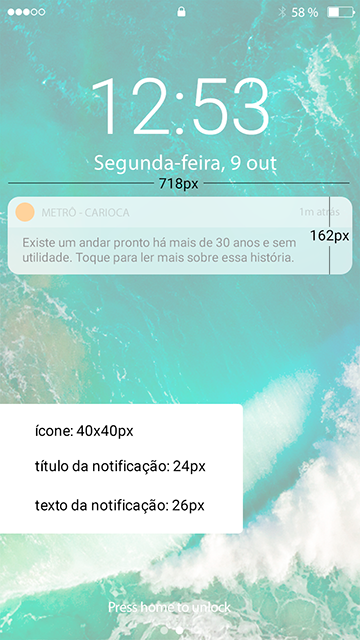 58 %
12:53
Segunda-feira, 9 out
718px
METRÔ - CARIOCA 1m atrás
Existe um andar pronto há mais de 30 anos e sem
162px
utilidade. Toque para ler mais sobre essa história.
ícone: 40x40px
título da notificação: 24px
texto da notificação: 26px
Press home to unlock